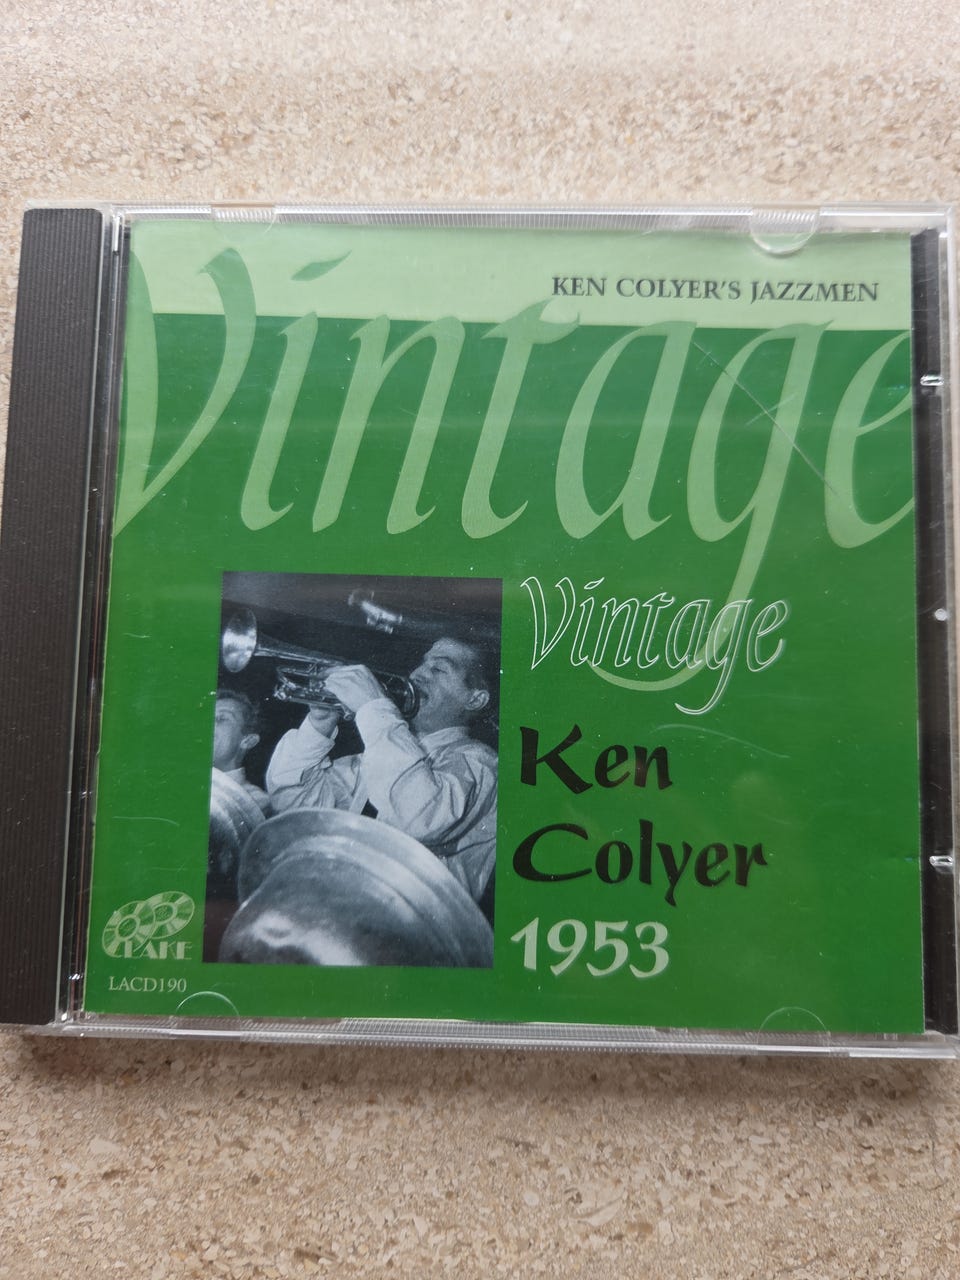 KEN COLYER'S JAZZMEN
Vintage
Vintage
Ken
Colyer
1953
LAKE
LACD190